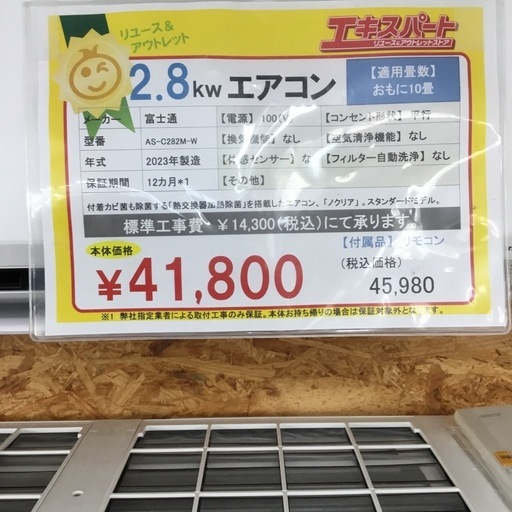 リユース&
アウトレット
エキスパート
リユース&アウトレットストア
2.8kw エアコン
【適用畳数】
おもに10畳
メーカー 富士通 【電源】 100V 【コンセント形状】 平行
型番 AS-C282M-W 【換気機能】 なし 【空気清浄機能】 なし
年式 2023年製造 【人感センサー】 なし 【フィルター自動洗浄】 なし
保証期間 12カ月*1 【その他】
付着カビ菌も除菌する「熱交換器加熱除菌」を搭載したエアコン、「ノクリア」。スタンダードモデル。
標準工事費・¥14,300(税込)にて承ります。
本体価格 【付属品】リモコン
¥41,800 (税込価格)
45,980
※1 弊社指定業者による取付工事のみ保証。本体お持ち帰りの場合は保証対象外となります。